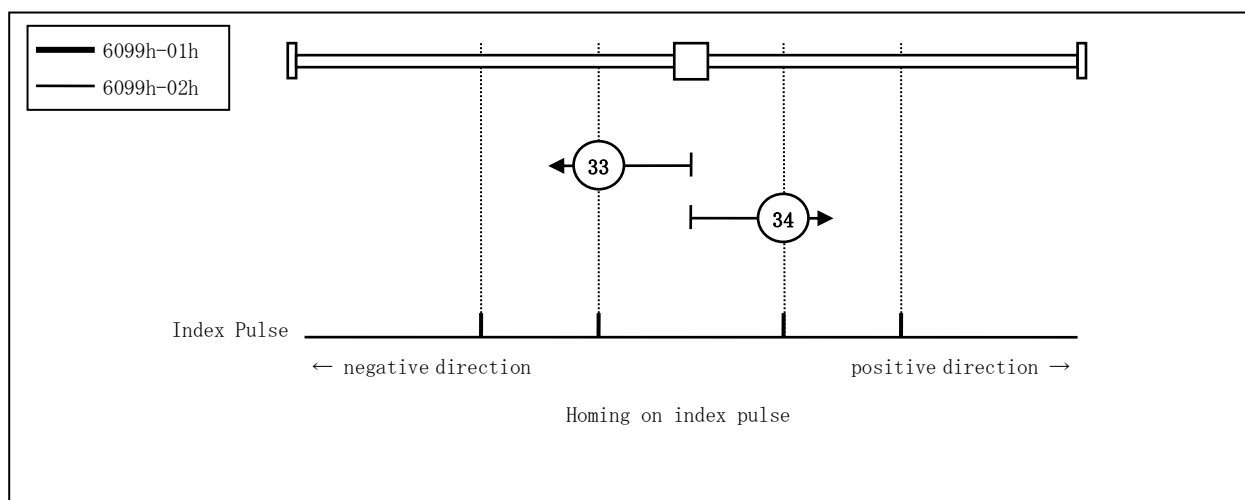 6099h-01h
6099h-02h
33
34
Index Pulse
← negative direction
positive direction →
Homing on index pulse